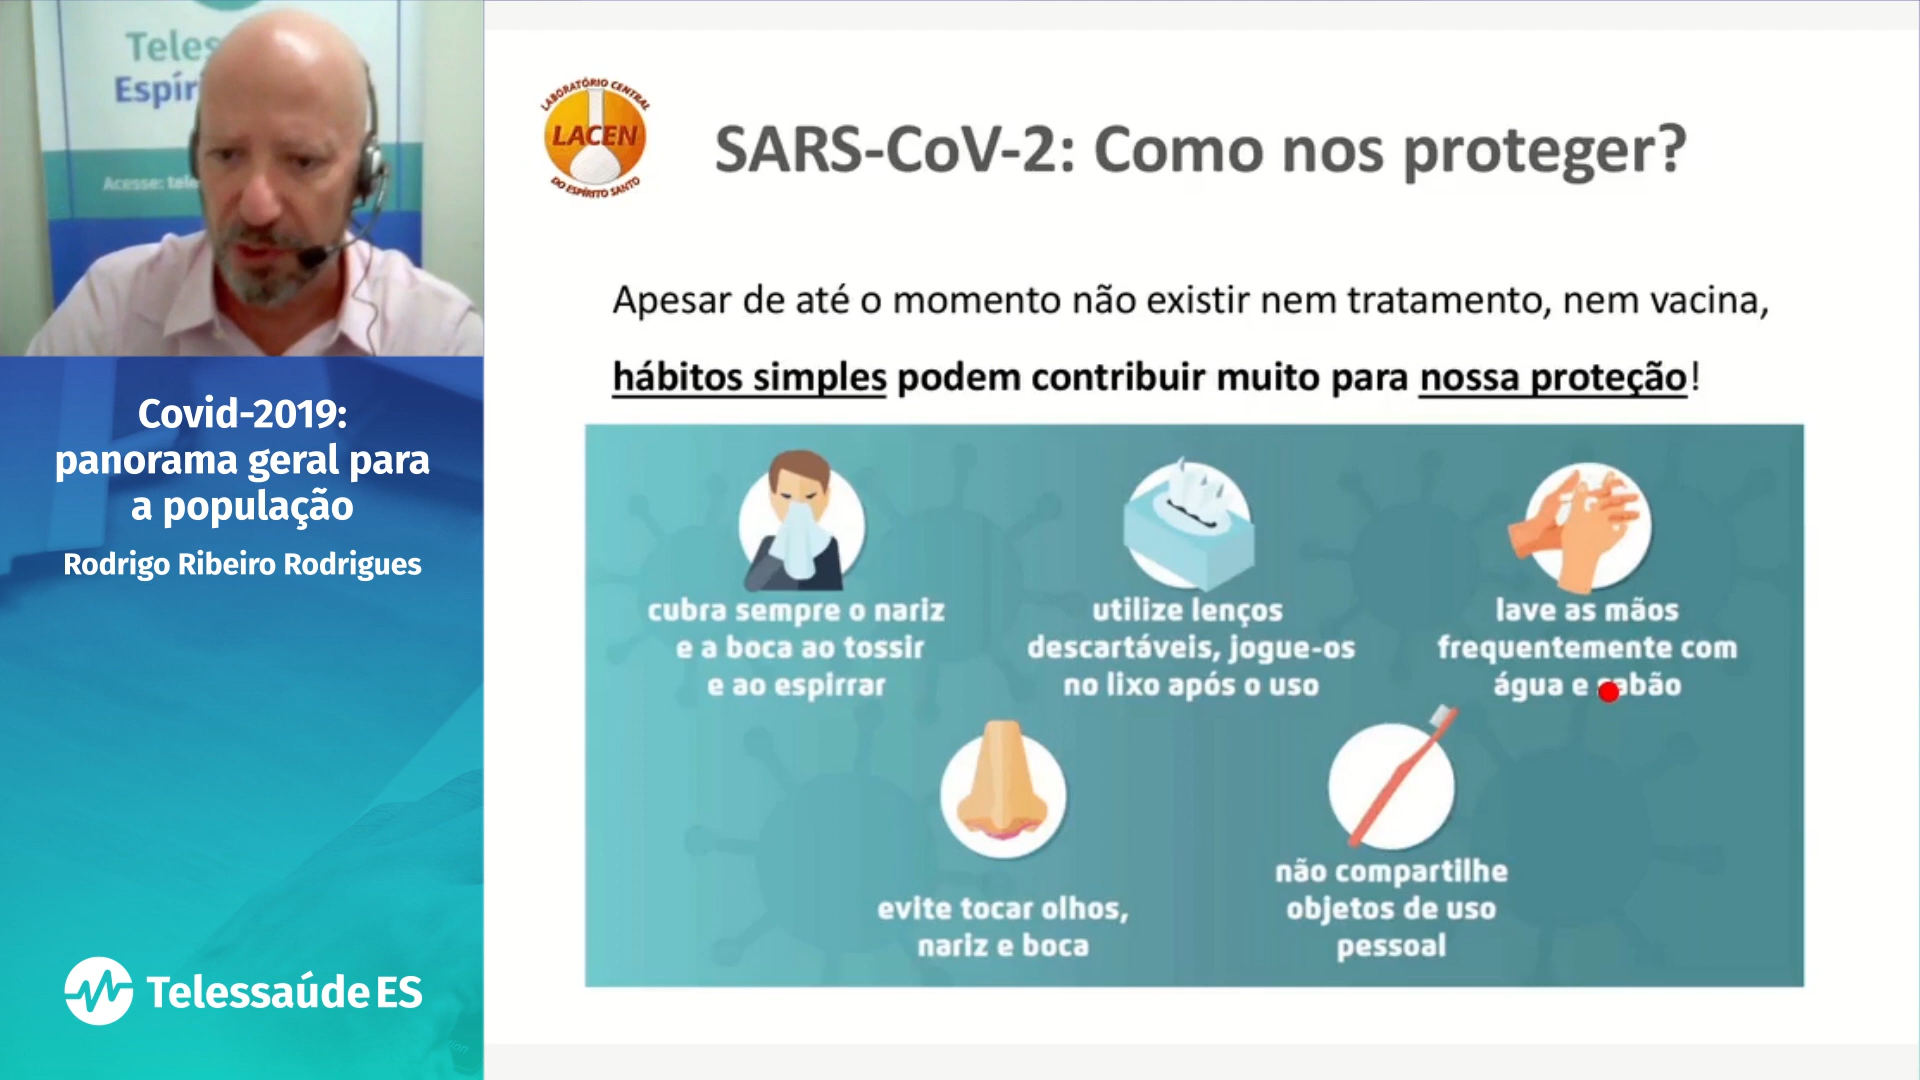 Teles
Espír
Acesse: tele
Covid-2019:
panorama geral para
a população
Rodrigo Ribeiro Rodrigues
TelessaúdeES
LABORATÓRIO CENTRAL
LACEN
DO ESPÍRITO SANTO
SARS-CoV-2: Como nos proteger?
Apesar de até o momento não existir nem tratamento, nem vacina,
hábitos simples podem contribuir muito para nossa proteção!
cubra sempre o nariz
e a boca ao tossir
e ao espirrar
utilize lenços
descartáveis, jogue-os
no lixo após o uso
lave as mãos
frequentemente com
água e sabão
evite tocar olhos,
nariz e boca
não compartilhe
objetos de uso
pessoal